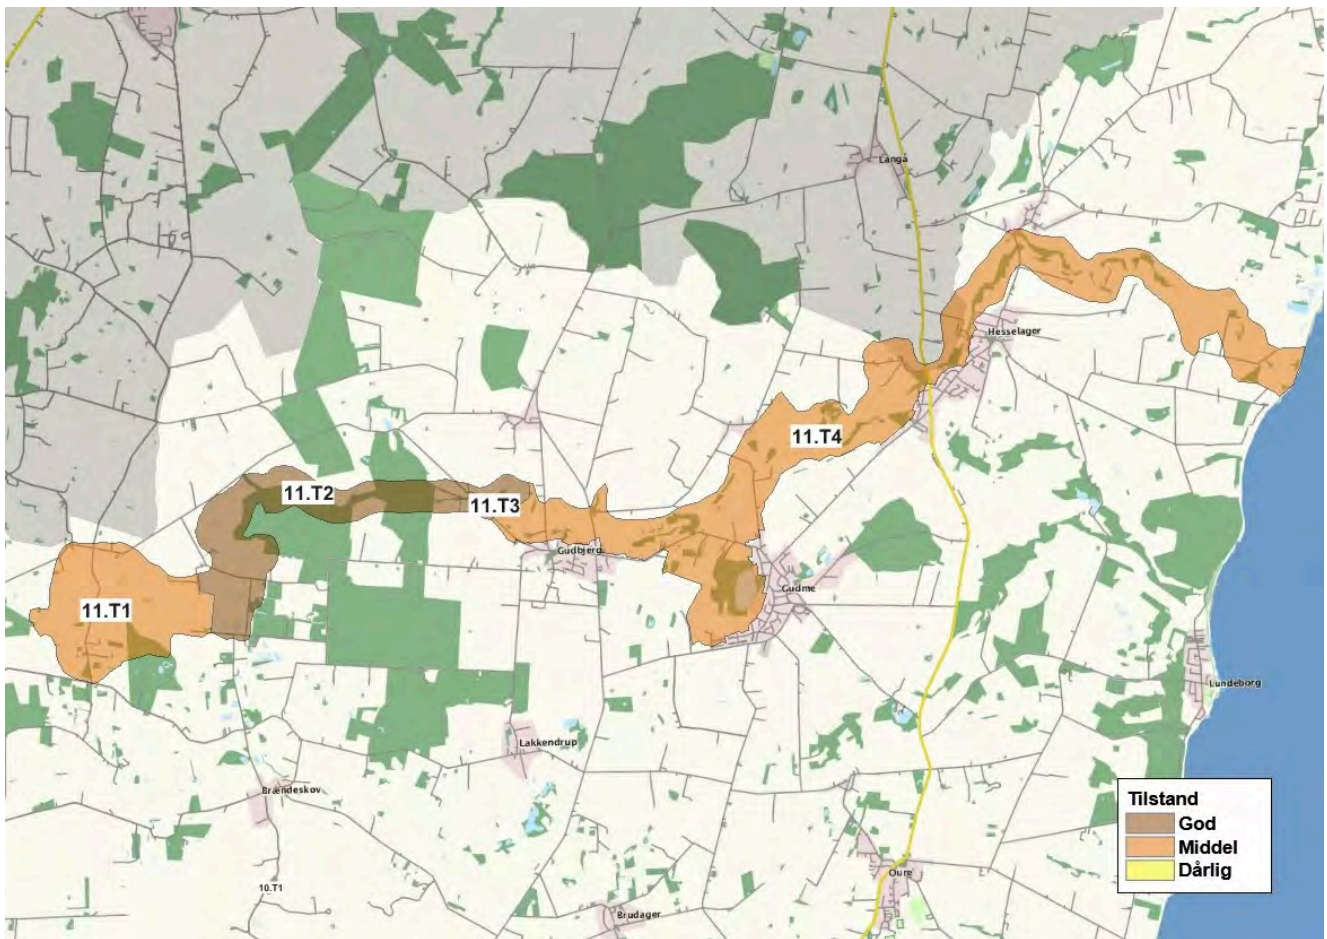 Langå
Hesselager
11.T4
11.T2
11.T3
Gudbjerg
Gudme
11.T1
Lundeborg
Lakkendrup
Brændeskov
Tilstand
God
Middel
Dårlig
Oure
10.T1
Brudager